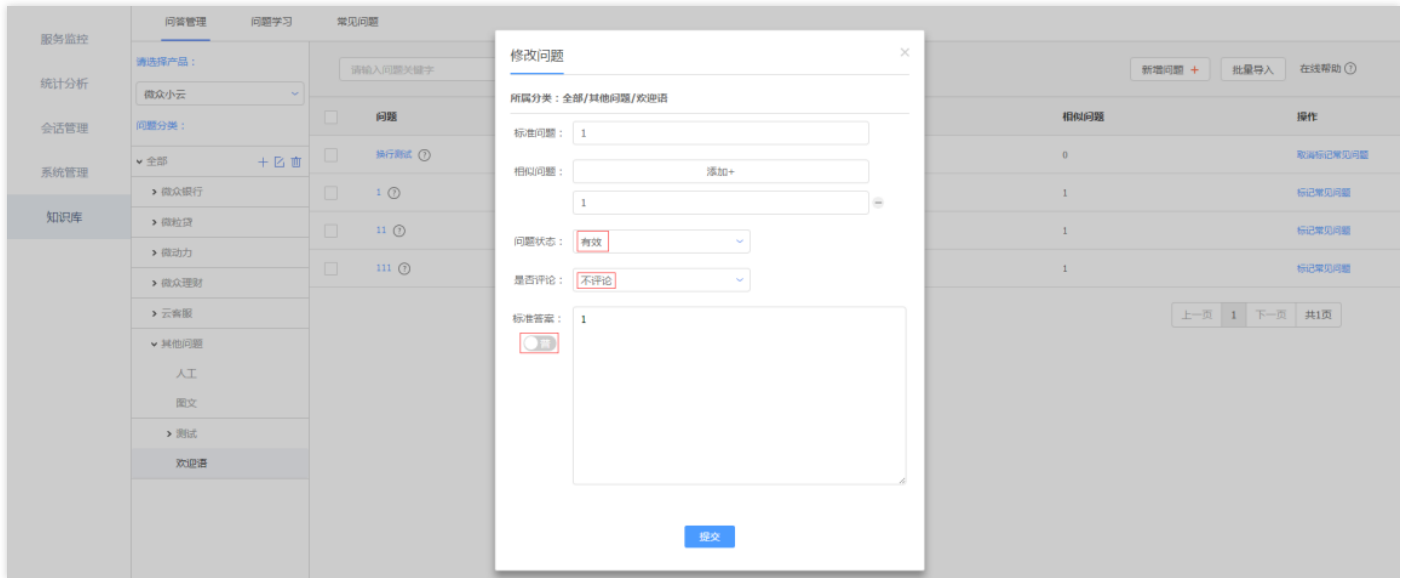 问答管理 问题学习 常见问题
服务监控
统计分析
会话管理
系统管理
知识库
请选择产品：
微众小云
问题分类：
全部
微众银行
微粒贷
微动力
微众理财
云客服
其他问题
人工
图文
测试
欢迎语
请输入问题关键字
新增问题 +
批量导入
在线帮助 ?
问题 相似问题 操作
换行测试 ? 0 取消标记常见问题
1 ? 1 标记常见问题
11 ? 1 标记常见问题
111 ? 1 标记常见问题
上一页 1 下一页 共1页
修改问题 ×
所属分类：全部/其他问题/欢迎语
标准问题： 1
相似问题： 添加+
1
问题状态： 有效
是否评论： 不评论
标准答案： 1
提交